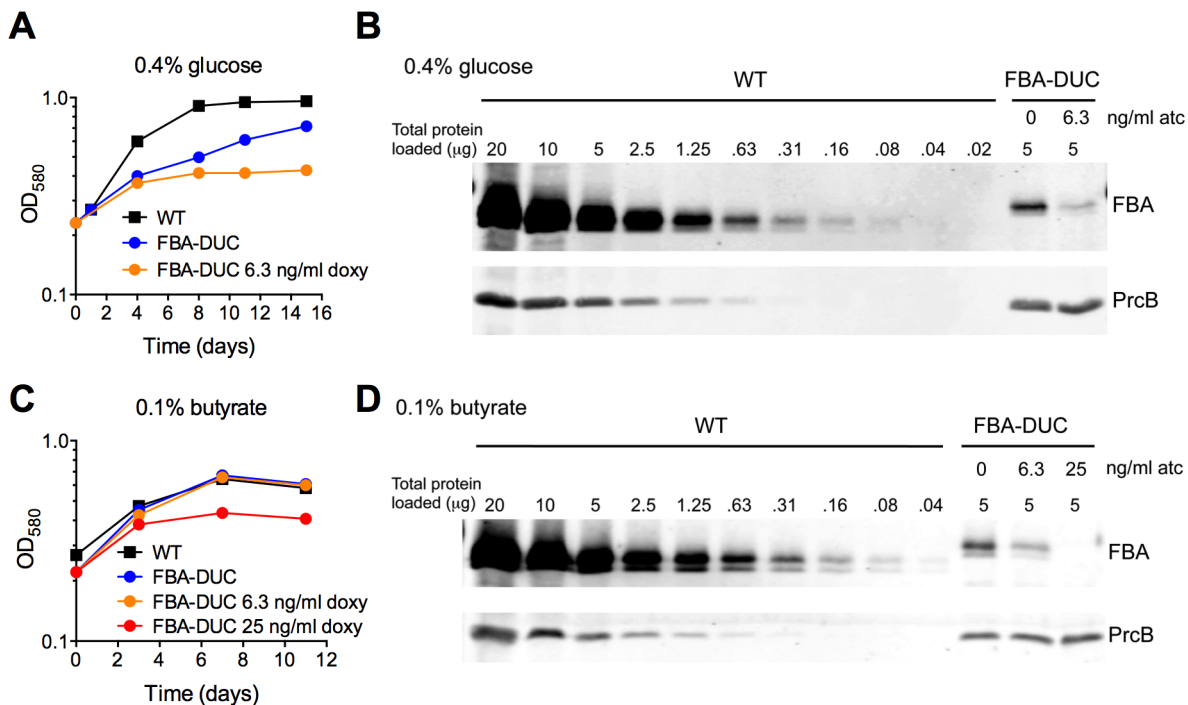 A
0.4% glucose
1.0
0.1
OD580
0 2 4 6 8 10 12 14 16
Time (days)
WT
FBA-DUC
FBA-DUC 6.3 ng/ml doxy
B
0.4% glucose
WT
FBA-DUC
0 6.3 ng/ml atc
Total protein
loaded (μg)
20 10 5 2.5 1.25 .63 .31 .16 .08 .04 .02 5 5
FBA
PrcB
C
0.1% butyrate
1.0
0.1
OD580
0 2 4 6 8 10 12
Time (days)
WT
FBA-DUC
FBA-DUC 6.3 ng/ml doxy
FBA-DUC 25 ng/ml doxy
D
0.1% butyrate
WT
FBA-DUC
0 6.3 25 ng/ml atc
Total protein
loaded (μg)
20 10 5 2.5 1.25 .63 .31 .16 .08 .04 5 5 5
FBA
PrcB